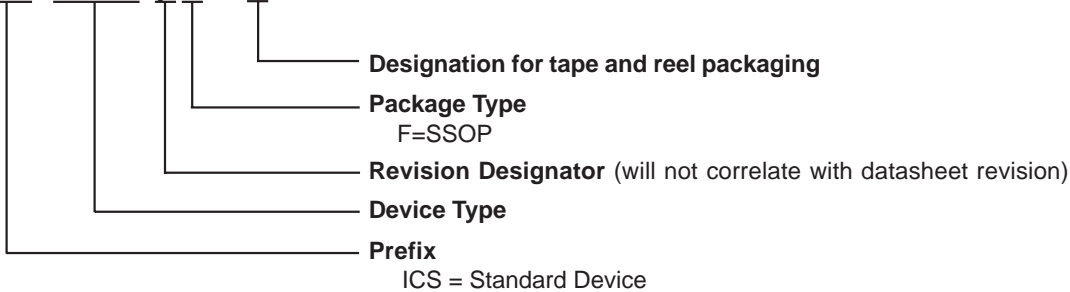 Designation for tape and reel packaging
Package Type
F=SSOP
Revision Designator (will not correlate with datasheet revision)
Device Type
Prefix
ICS = Standard Device